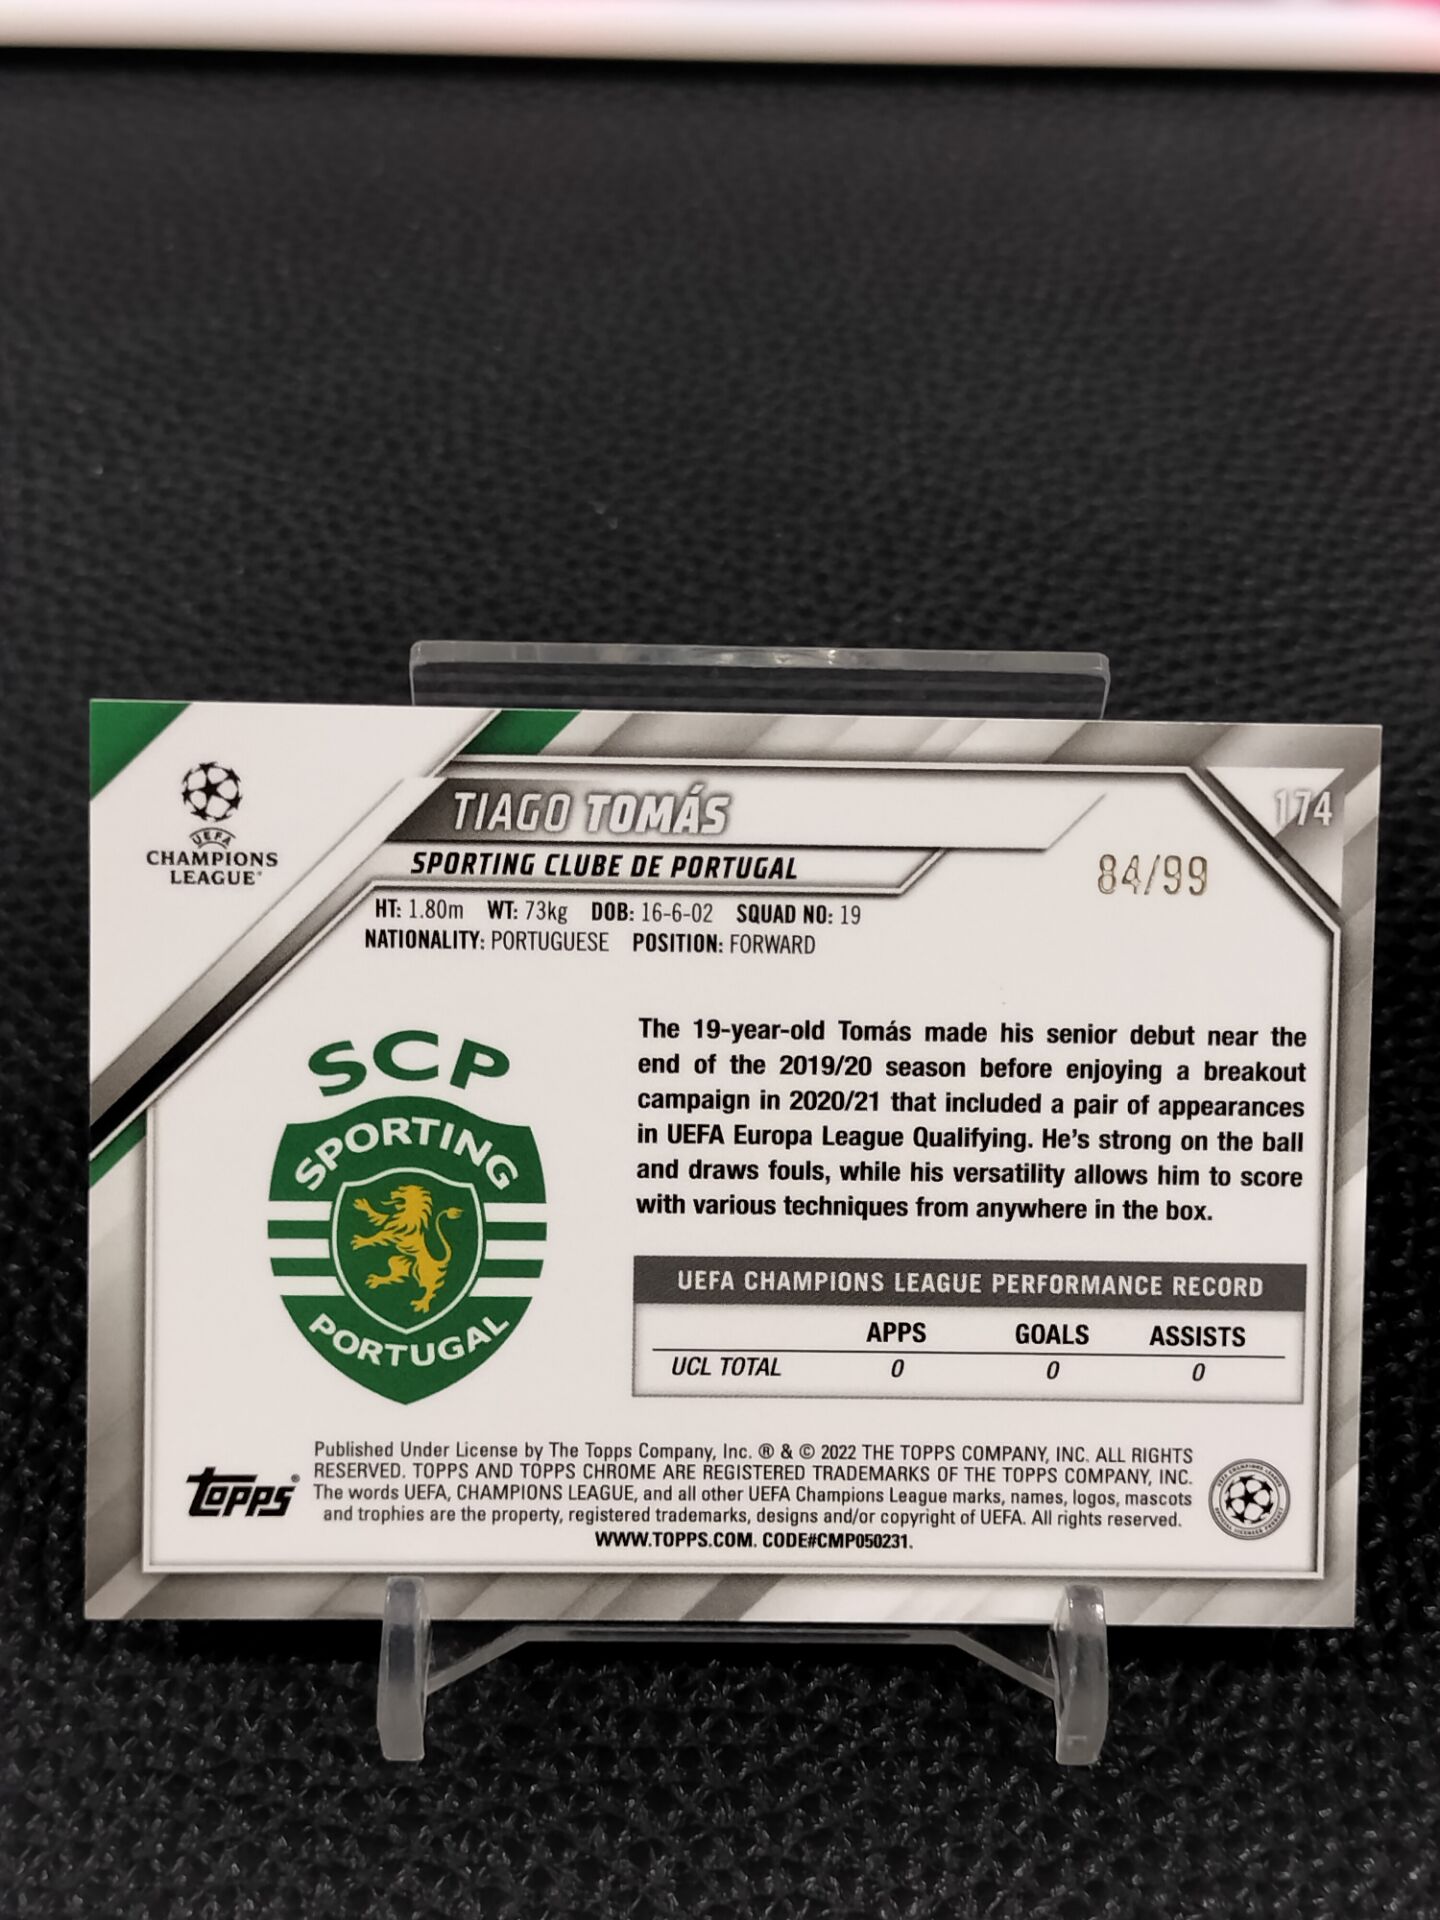 TIAGO TOMÁS
174
UEFA
CHAMPIONS
LEAGUE
SPORTING CLUBE DE PORTUGAL
84/99
HT: 1.80m WT: 73kg DOB: 16-6-02 SQUAD NO: 19
NATIONALITY: PORTUGUESE POSITION: FORWARD
SCP
SPORTING
PORTUGAL
The 19-year-old Tomás made his senior debut near the
end of the 2019/20 season before enjoying a breakout
campaign in 2020/21 that included a pair of appearances
in UEFA Europa League Qualifying. He's strong on the ball
and draws fouls, while his versatility allows him to score
with various techniques from anywhere in the box.
UEFA CHAMPIONS LEAGUE PERFORMANCE RECORD
APPS GOALS ASSISTS
UCL TOTAL 0 0 0
Topps®
Published Under License by The Topps Company, Inc. ® & © 2022 THE TOPPS COMPANY, INC. ALL RIGHTS
RESERVED. TOPPS AND TOPPS CHROME ARE REGISTERED TRADEMARKS OF THE TOPPS COMPANY, INC.
The words UEFA, CHAMPIONS LEAGUE, and all other UEFA Champions League marks, names, logos, mascots
and trophies are the property, registered trademarks, designs and/or copyright of UEFA. All rights reserved.
WWW.TOPPS.COM. CODE#CMP050231.